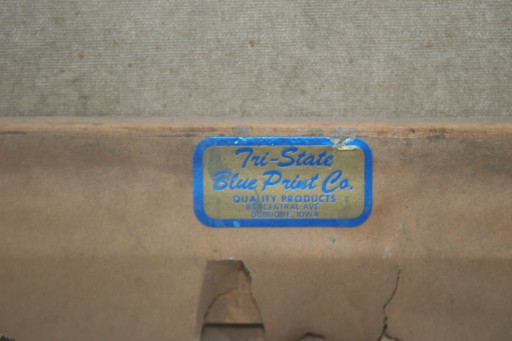 Tri-State
Blue Print Co.
QUALITY PRODUCTS
CENTRAL AVE.
DUBUQUE, IOWA